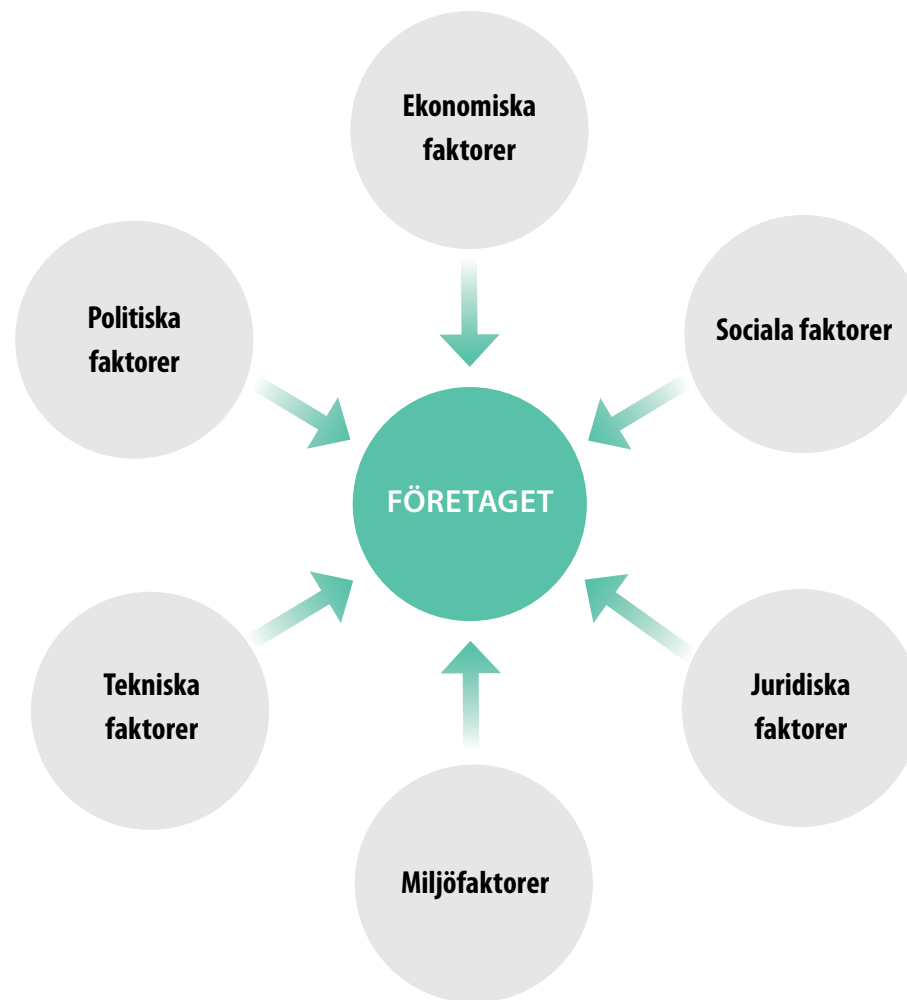 Ekonomiska
faktorer
Politiska
faktorer
Sociala faktorer
FÖRETAGET
Tekniska
faktorer
Juridiska
faktorer
Miljöfaktorer